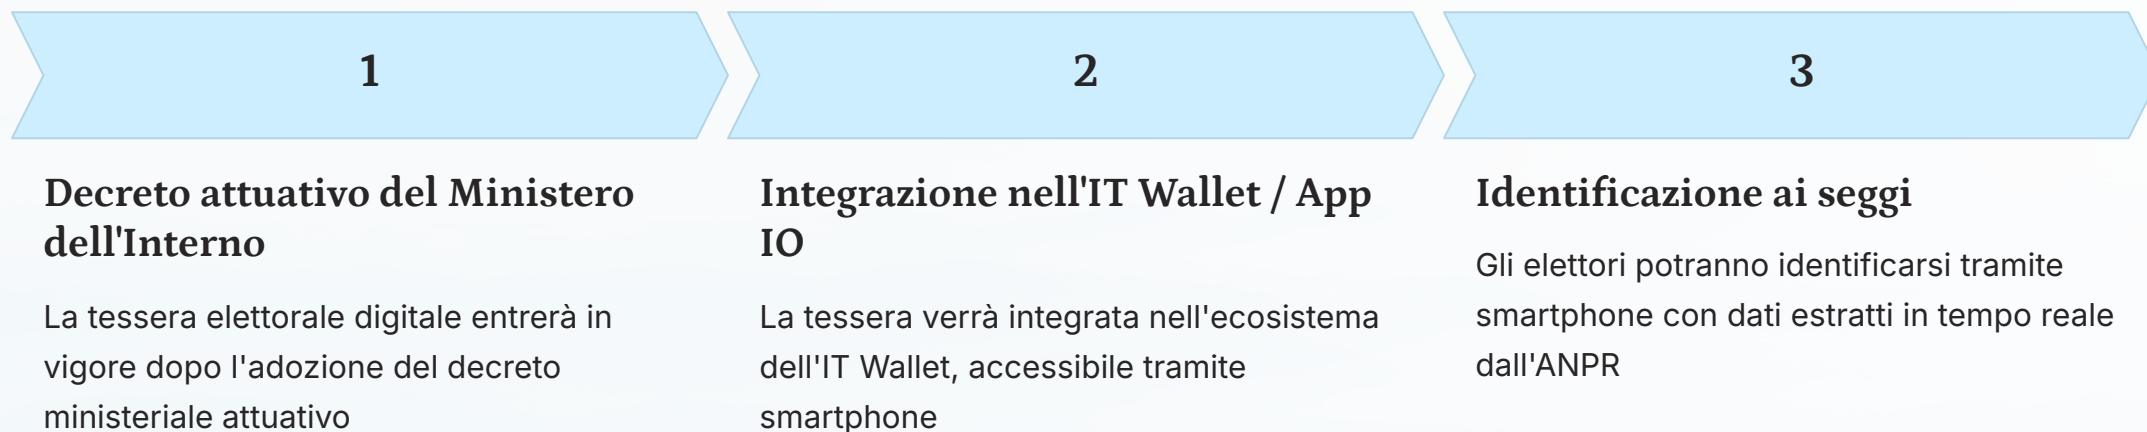 1
Decreto attuativo del Ministero
dell'Interno
La tessera elettorale digitale entrerà in
vigore dopo l'adozione del decreto
ministeriale attuativo
2
Integrazione nell'IT Wallet / App
IO
La tessera verrà integrata nell'ecosistema
dell'IT Wallet, accessibile tramite
smartphone
3
Identificazione ai seggi
Gli elettori potranno identificarsi tramite
smartphone con dati estratti in tempo reale
dall'ANPR